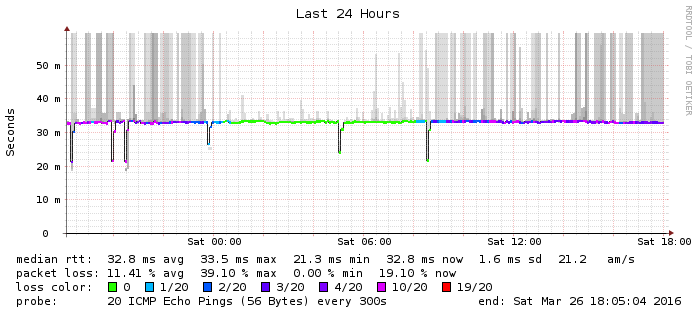 Last 24 Hours
RRDTOOL / TOBI OETIKER
Seconds
50 m
40 m
30 m
20 m
10 m
0
Sat 00:00 Sat 06:00 Sat 12:00 Sat 18:00
median rtt: 32.8 ms avg 33.5 ms max 21.3 ms min 32.8 ms now 1.6 ms sd 21.2 am/s
packet loss: 11.41 % avg 39.10 % max 0.00 % min 19.10 % now
loss color: 0 1/20 2/20 3/20 4/20 10/20 19/20
probe: 20 ICMP Echo Pings (56 Bytes) every 300s end: Sat Mar 26 18:05:04 2016